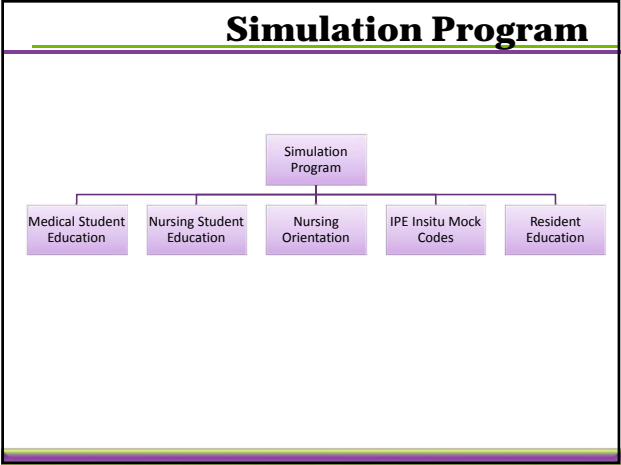 Simulation Program
Simulation
Program
Medical Student
Education
Nursing Student
Education
Nursing
Orientation
IPE Insitu Mock
Codes
Resident
Education